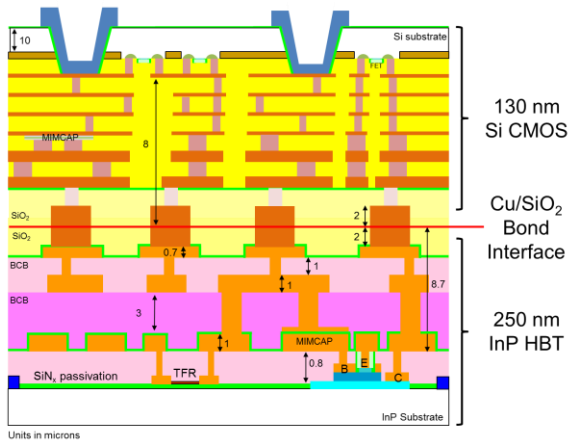 Si substrate
10
FET
MIMCAP
8
130 nm
Si CMOS
SiO₂
2
Cu/SiO₂
Bond
Interface
SiO₂
2
0.7
BCB
1
1
8.7
BCB
3
1
MIMCAP
250 nm
InP HBT
0.8
B
E
C
SiNₓ passivation
TFR
InP Substrate
Units in microns